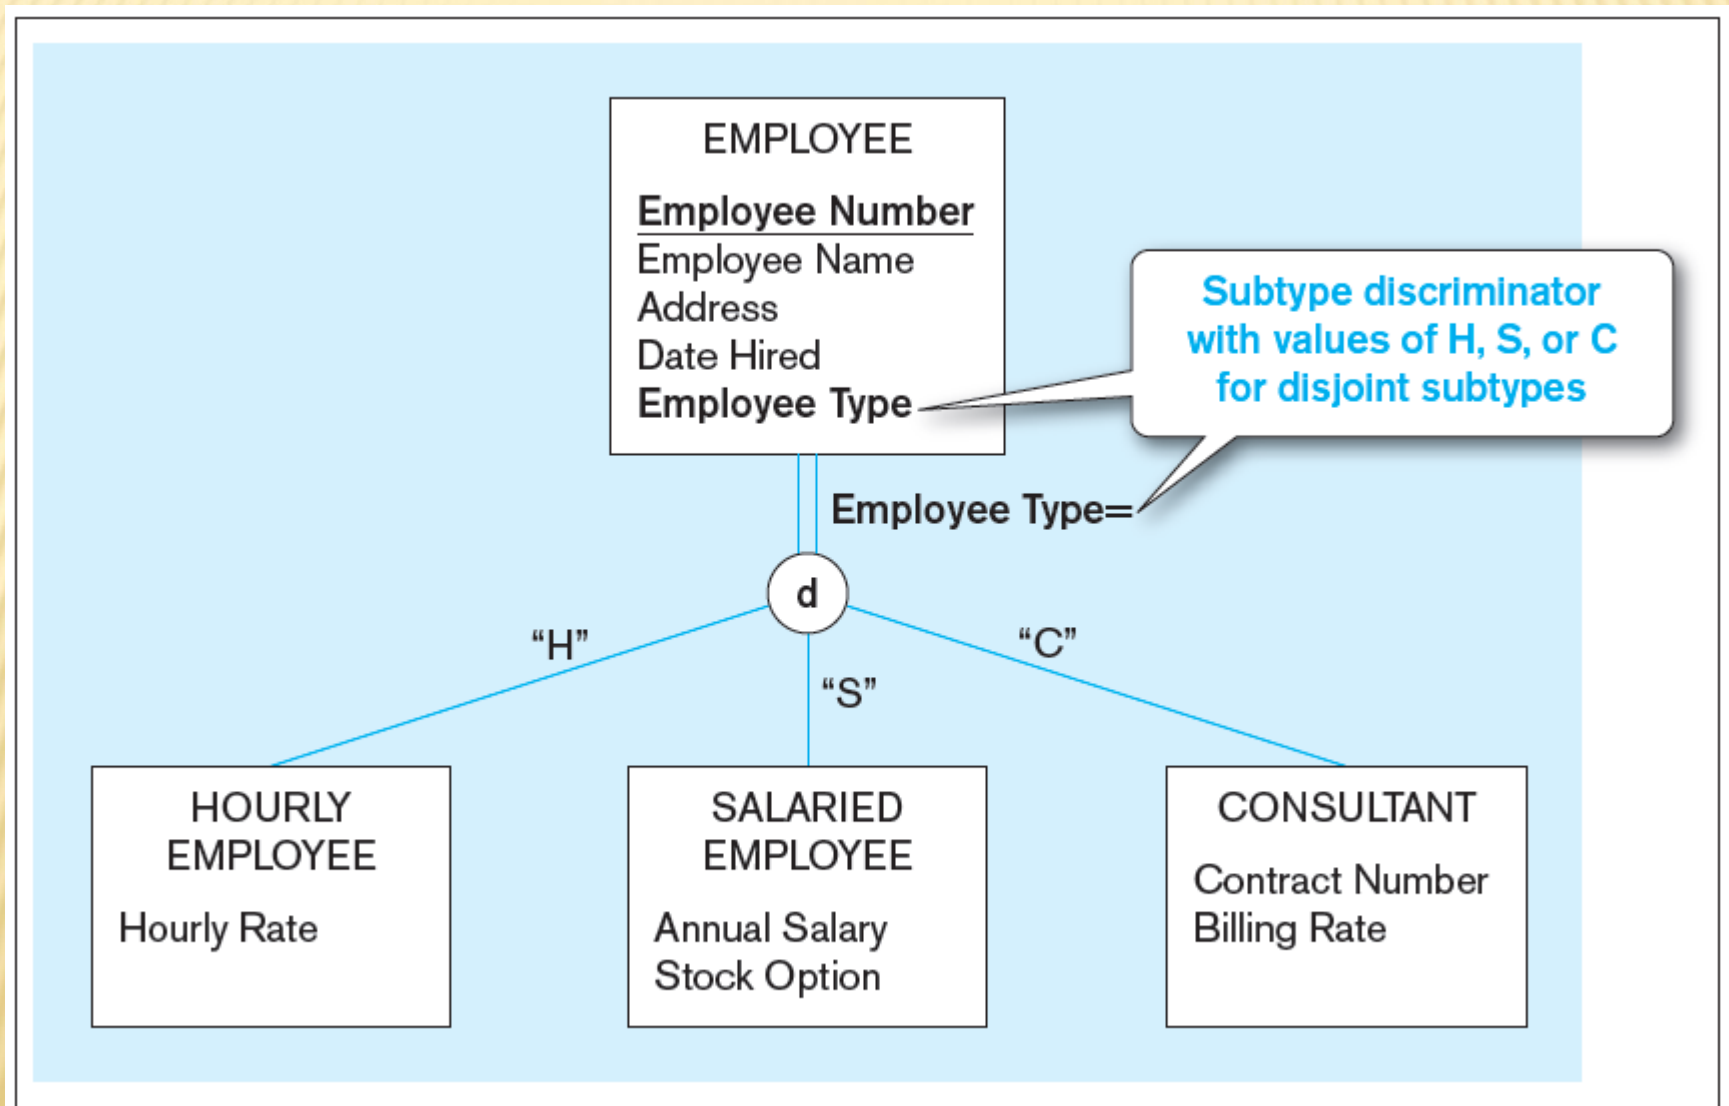 EMPLOYEE
Employee Number
Employee Name
Address
Date Hired
Employee Type
Subtype discriminator
with values of H, S, or C
for disjoint subtypes
Employee Type=
d
“H”
“S”
“C”
HOURLY
EMPLOYEE
Hourly Rate
SALARIED
EMPLOYEE
Annual Salary
Stock Option
CONSULTANT
Contract Number
Billing Rate